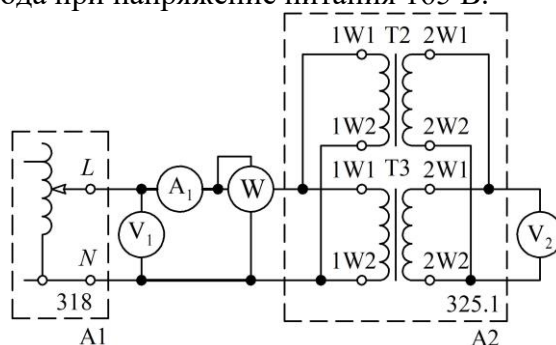 ода при напряжение питания 165 В.
1W1 T2 2W1
1W2 2W2
L A₁ W 1W1 T3 2W1
V₁ V₂
N 1W2 2W2
318 325.1
A1 A2